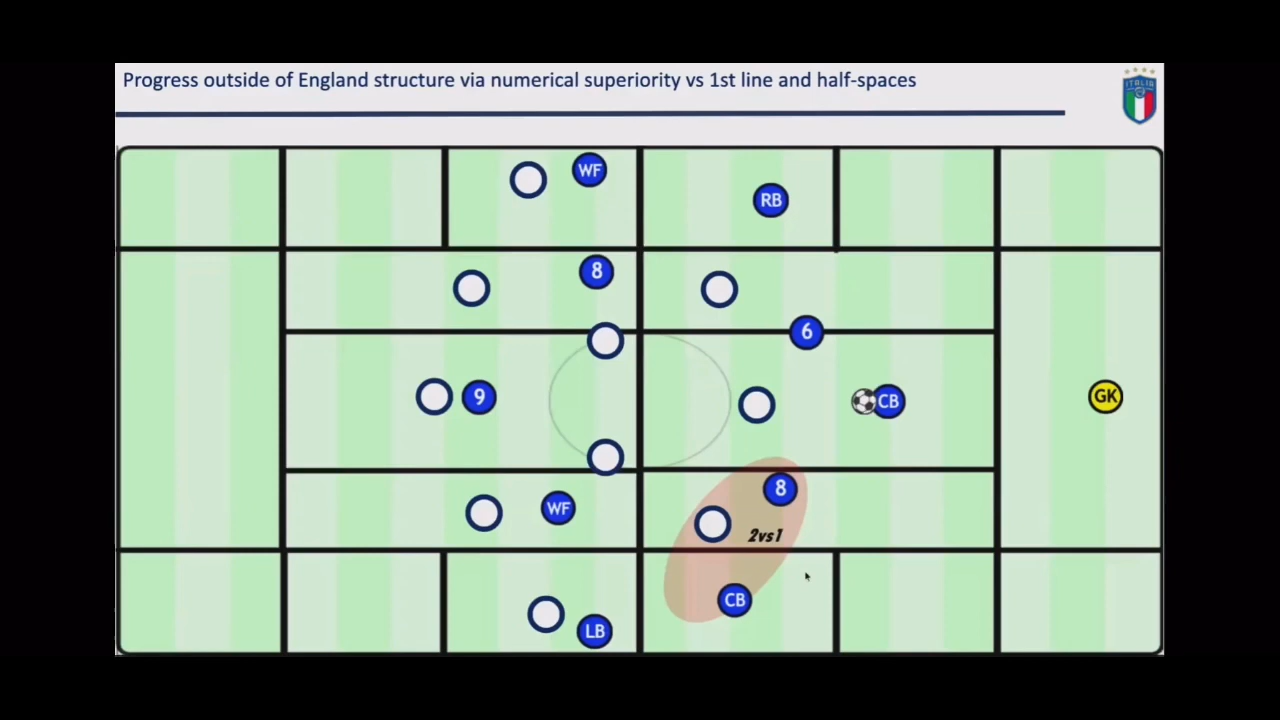 Progress outside of England structure via numerical superiority vs 1st line and half-spaces
ITALIA
WF
RB
8
6
9
CB
GK
8
WF
2vs1
CB
LB